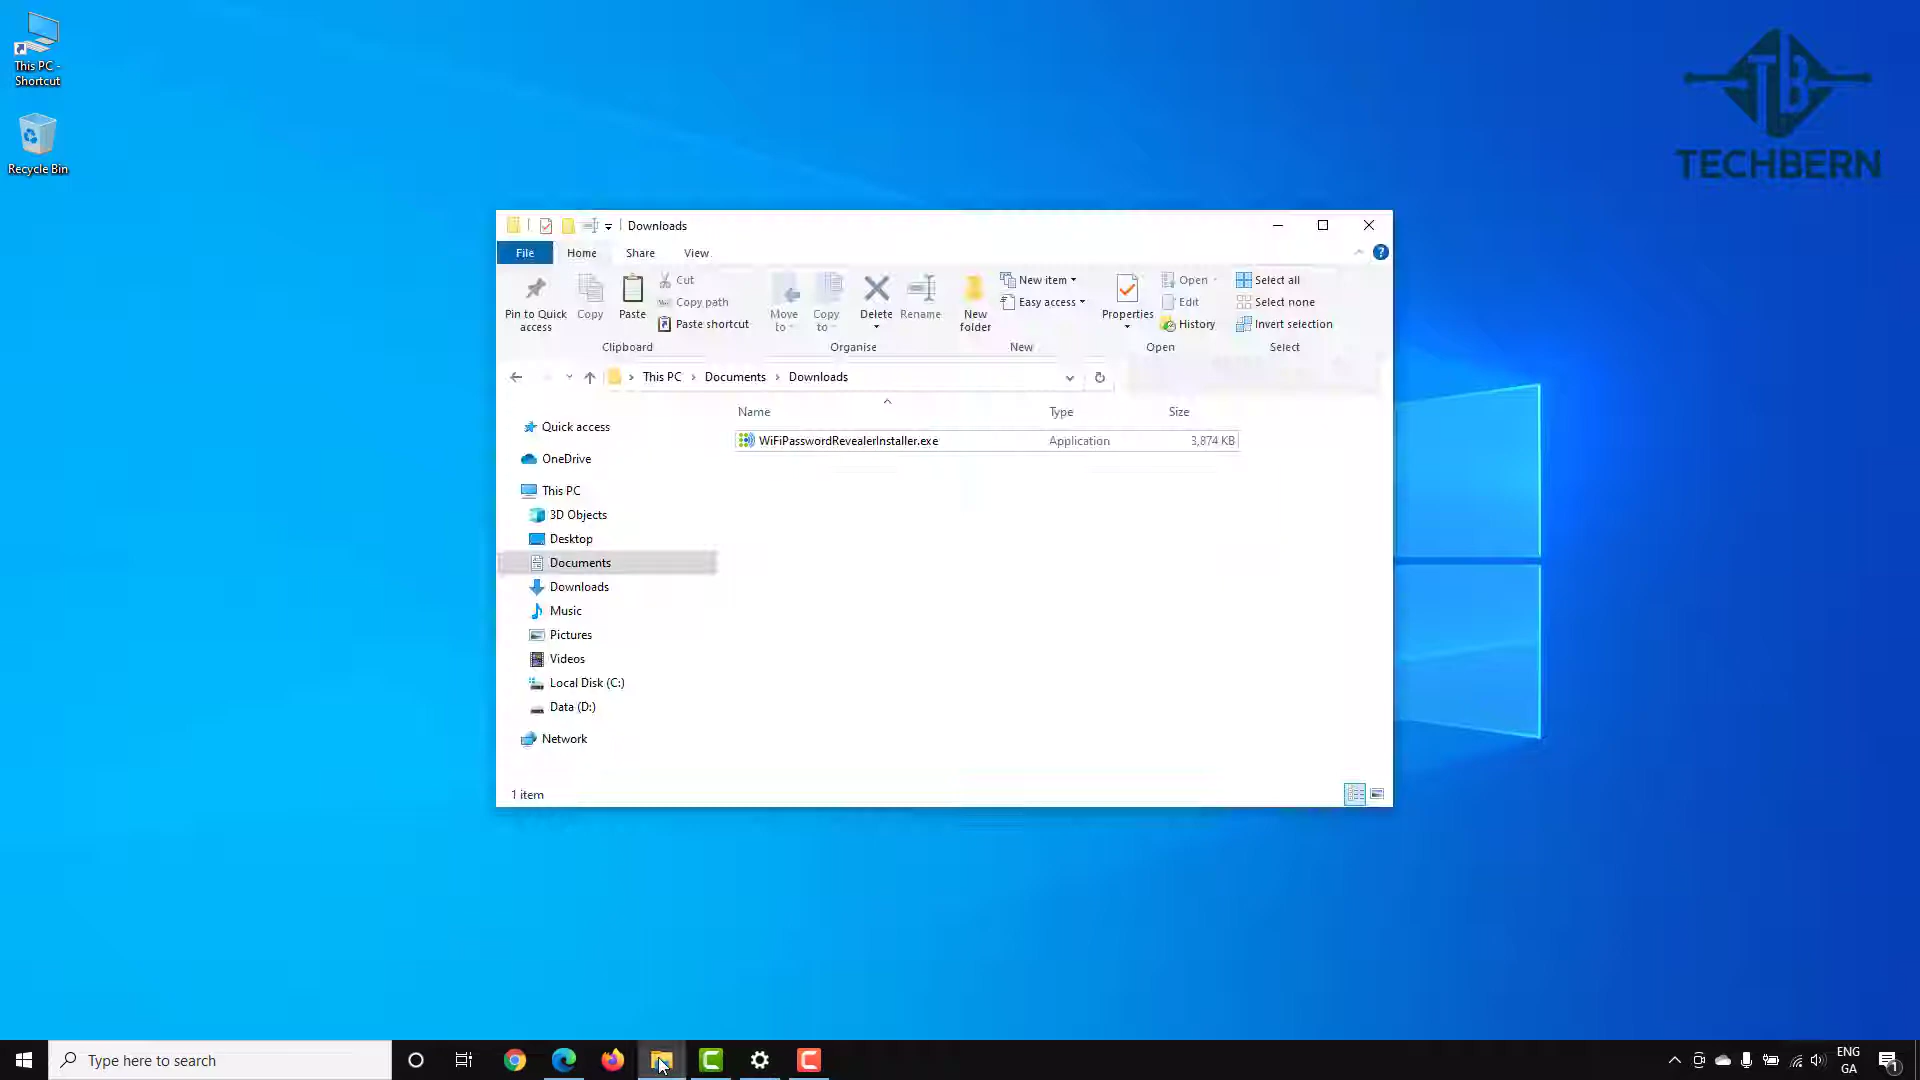 This PC -
Shortcut
Recycle Bin
TB
TECHBERN
Downloads
File Home Share View
Pin to Quick access
Copy
Paste
Cut
Copy path
Paste shortcut
Clipboard
Move to
Copy to
Delete
Rename
Organise
New folder
New item
Easy access
New
Properties
Open
Edit
History
Open
Select all
Select none
Invert selection
Select
This PC > Documents > Downloads
Name Type Size
WiFiPasswordRevealerInstaller.exe Application 3,874 KB
Quick access
OneDrive
This PC
3D Objects
Desktop
Documents
Downloads
Music
Pictures
Videos
Local Disk (C:)
Data (D:)
Network
1 item
Type here to search
ENG
GA
1